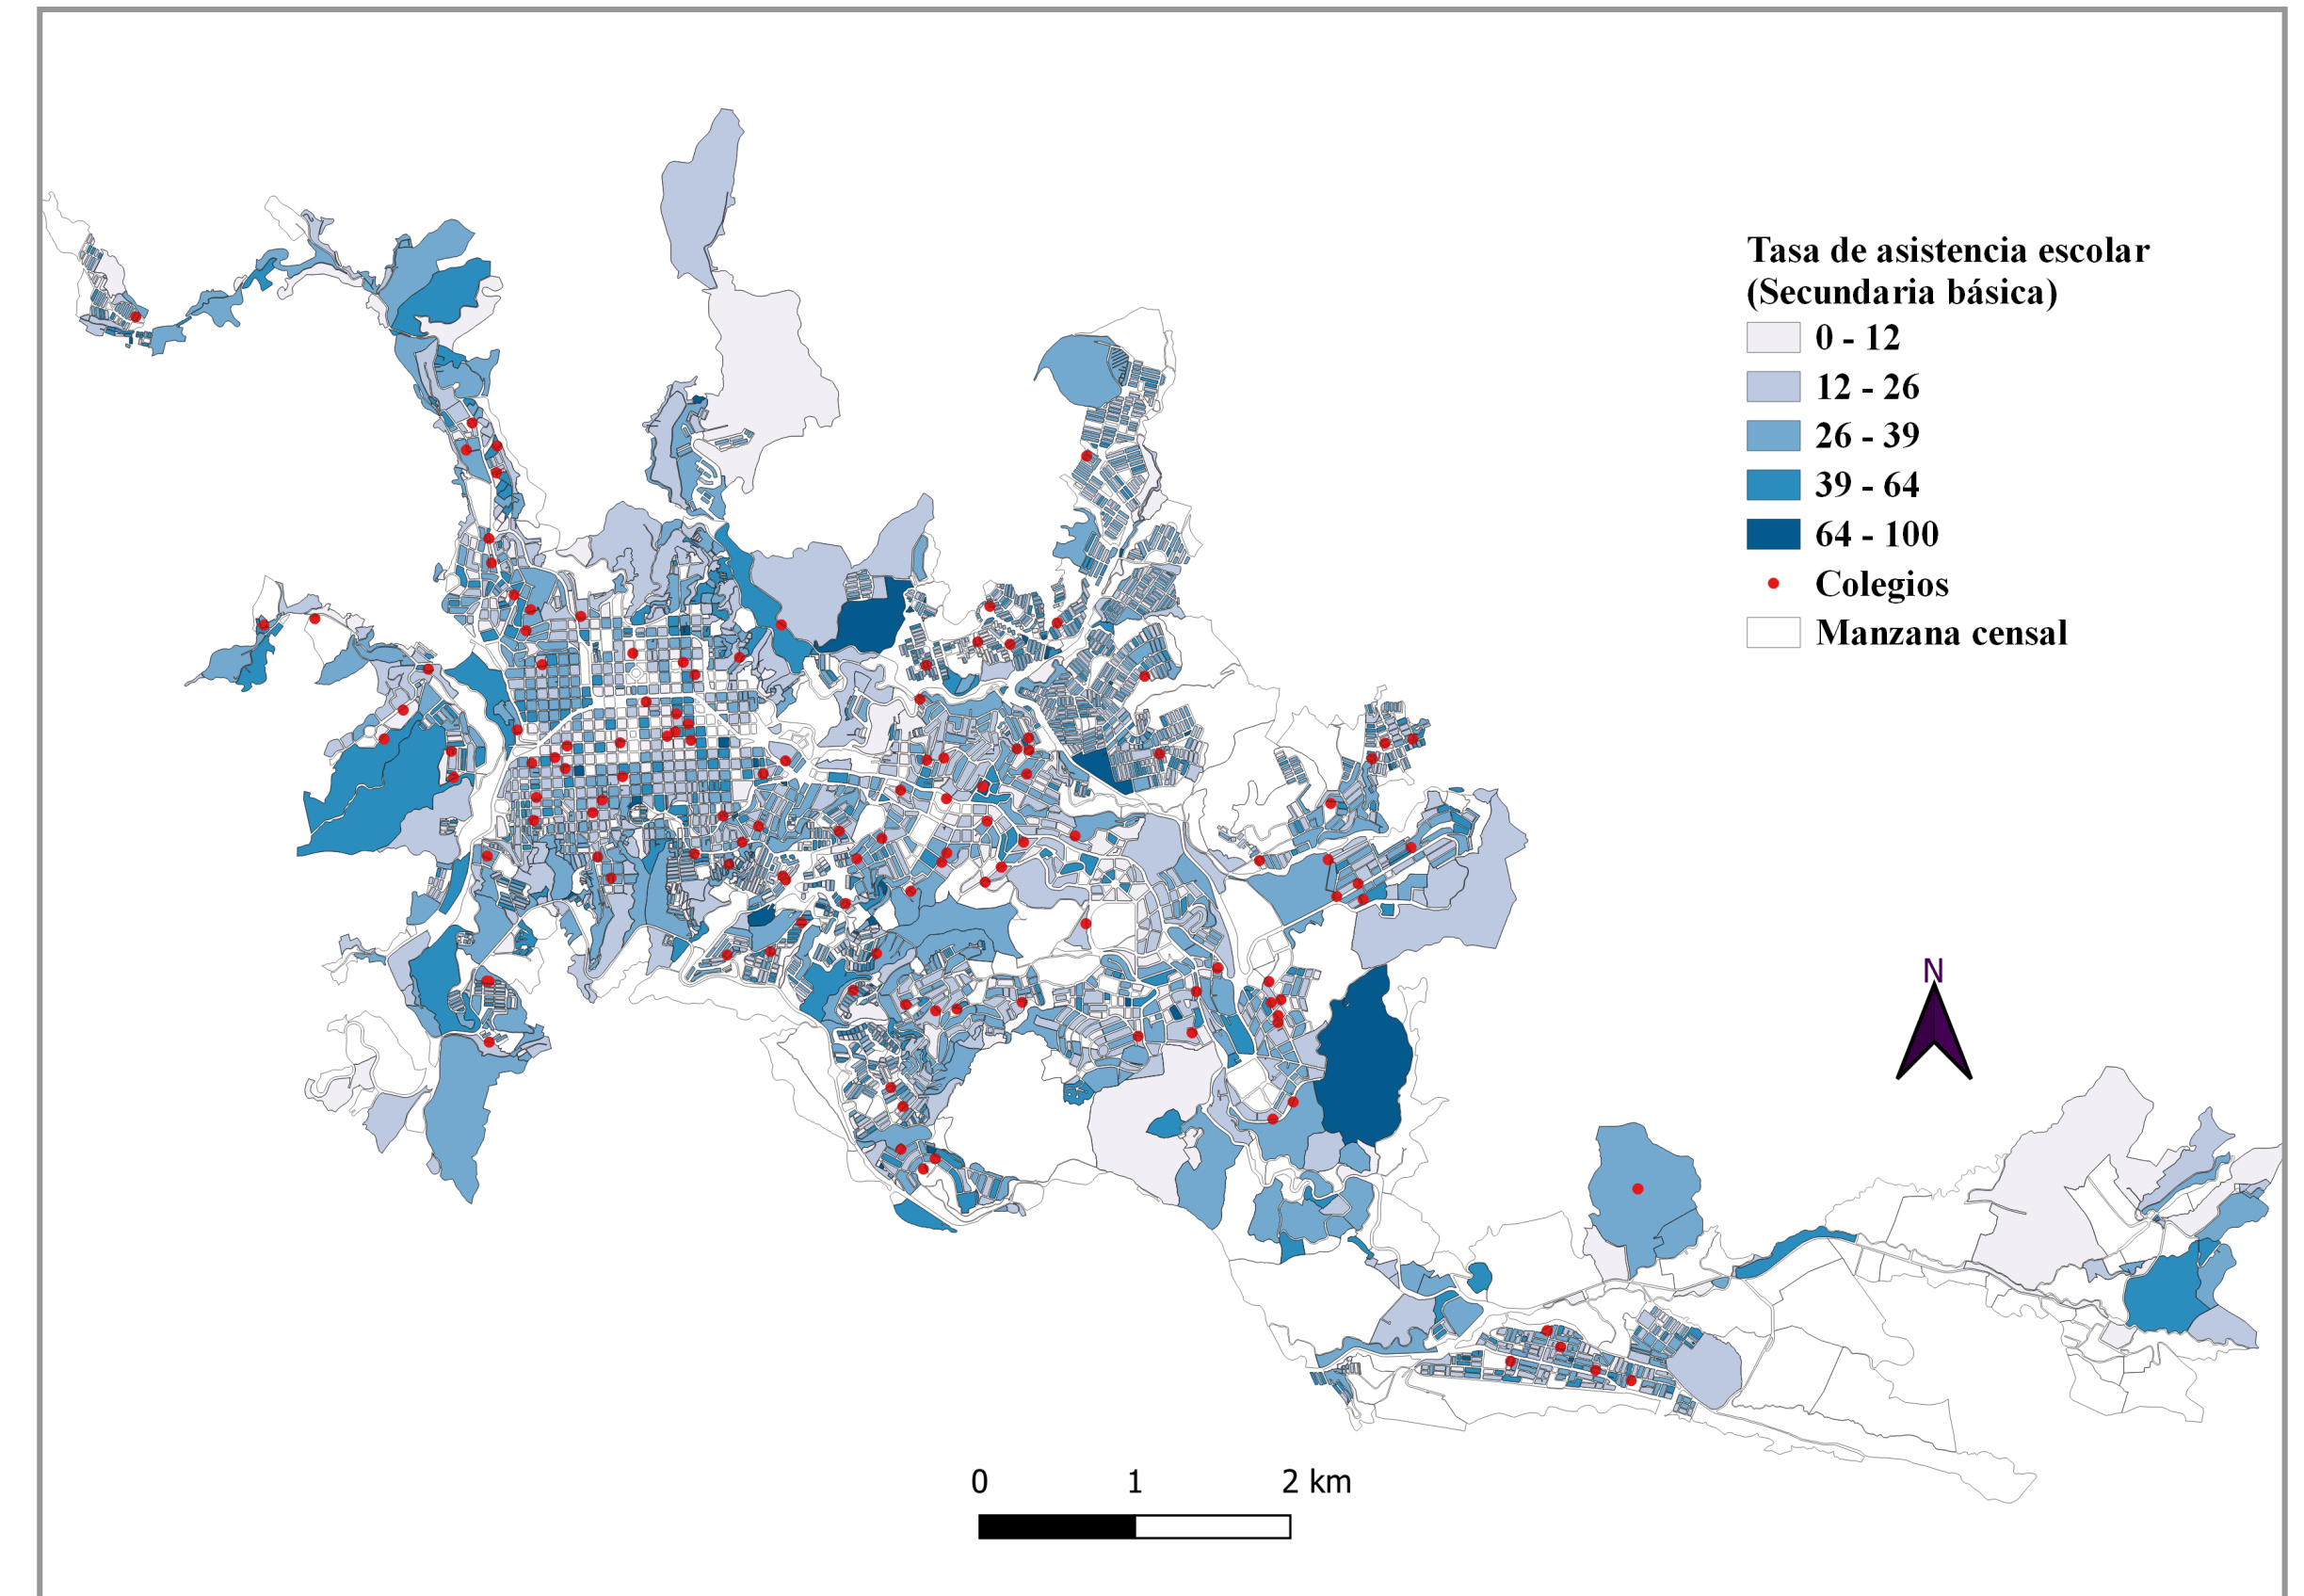 Tasa de asistencia escolar
(Secundaria básica)
0 - 12
12 - 26
26 - 39
39 - 64
64 - 100
Colegios
Manzana censal
N
0 1 2 km